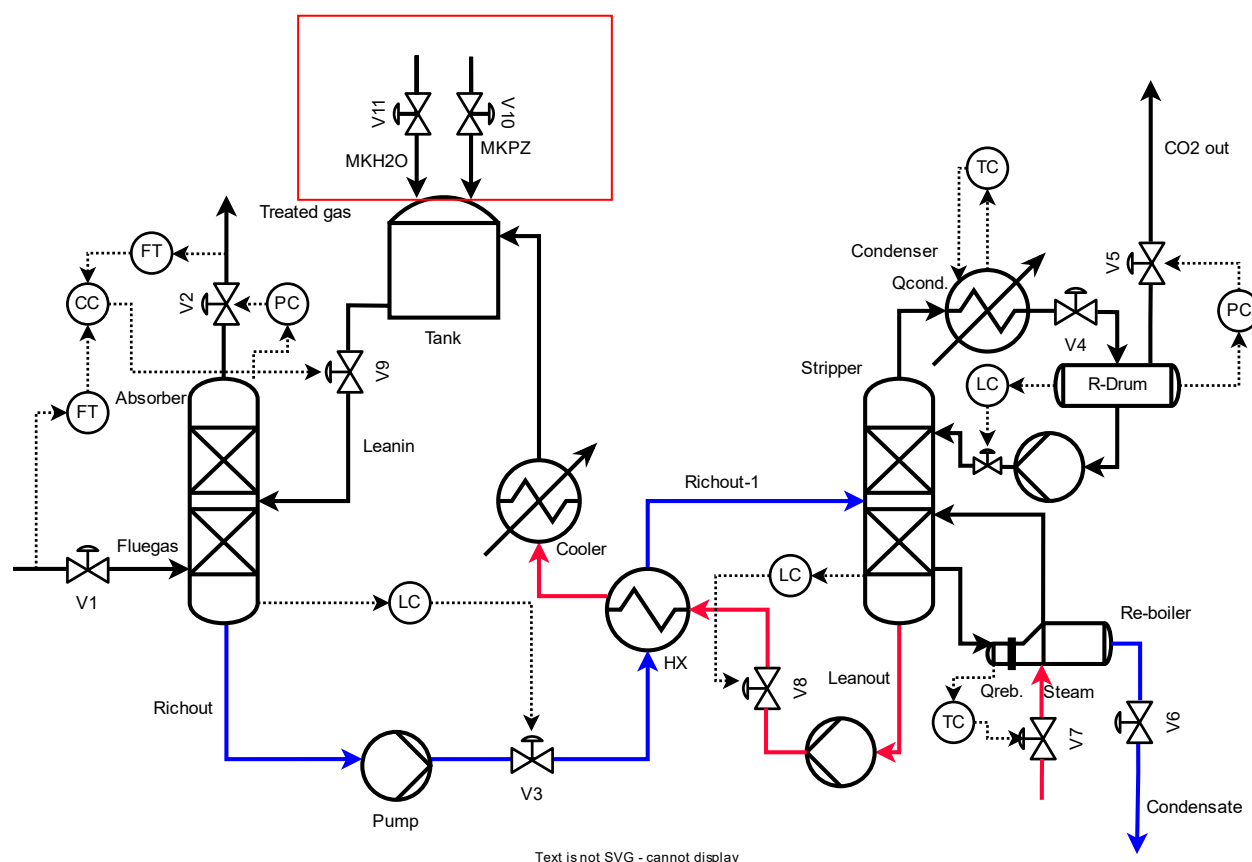 V11
V10
MKH2O
MKPZ
CO2 out
TC
Treated gas
FT
Condenser
Qcond.
V5
CC
V2
PC
PC
Tank
V4
V9
Stripper
LC
R-Drum
Absorber
FT
Leanin
Richout-1
Fluegas
Cooler
V1
LC
LC
Re-boiler
HX
Leanout
Qreb.
Steam
V8
Richout
TC
V7
V6
V3
Pump
Condensate
Text is not SVG - cannot display